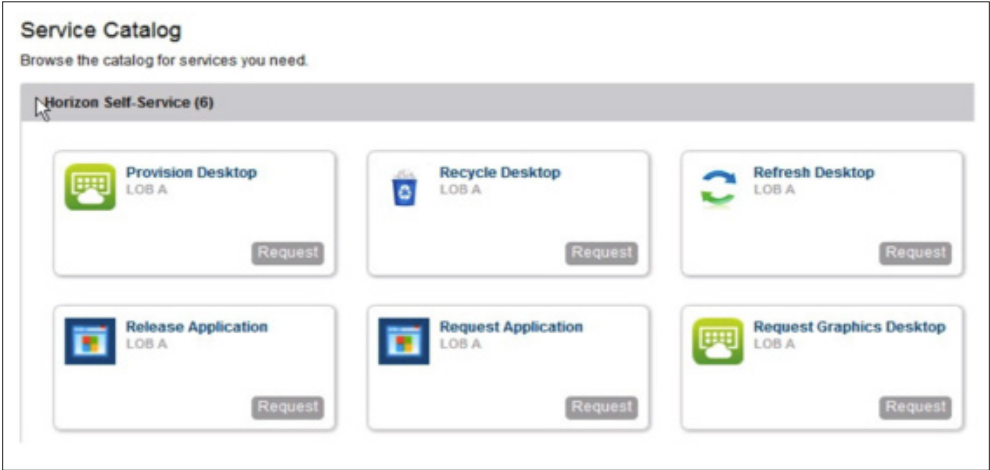 Service Catalog
Browse the catalog for services you need.
Horizon Self-Service (6)
Provision Desktop
LOB A
Request
Recycle Desktop
LOB A
Request
Refresh Desktop
LOB A
Request
Release Application
LOB A
Request
Request Application
LOB A
Request
Request Graphics Desktop
LOB A
Request